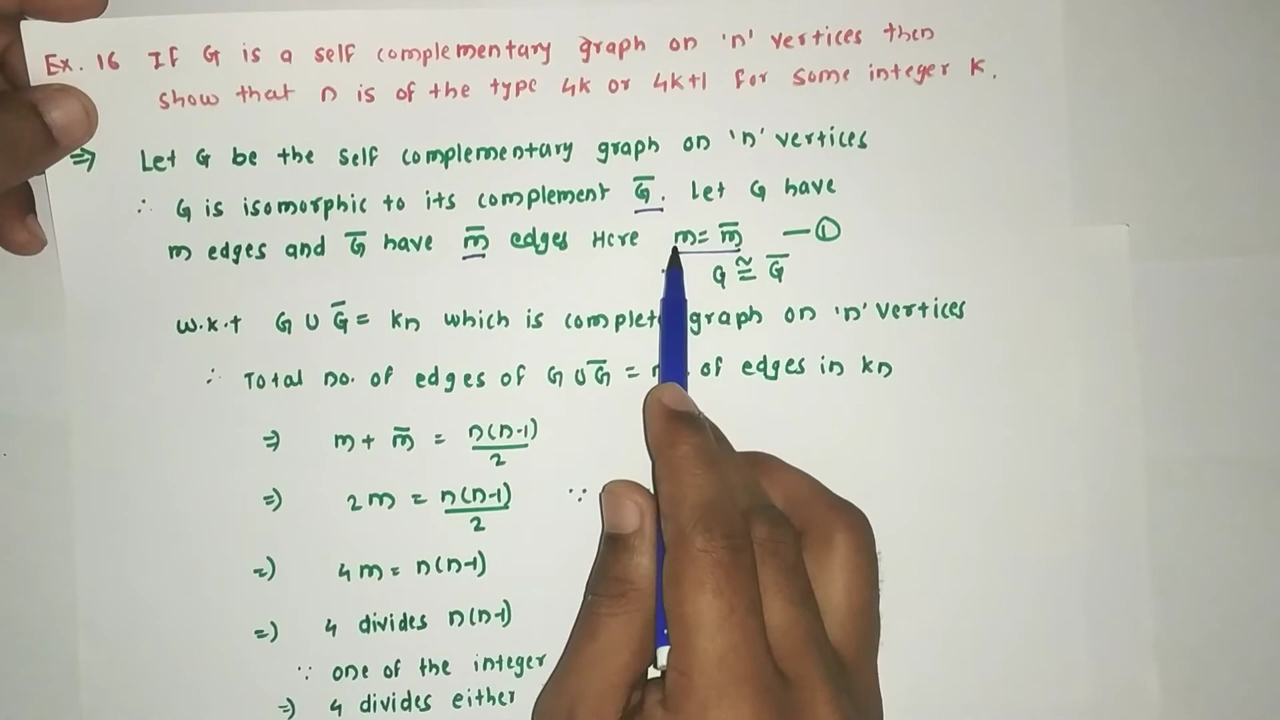 Ex. 16 If G is a self complementary graph on 'n' vertices then
show that n is of the type 4k or 4k+1 for some integer K.
⇒ Let G be the self complementary graph on 'n' vertices
∴ G is isomorphic to its complement G̅. Let G have
m edges and G̅ have m̅ edges Here m = m̅ — ①
G ≅ G̅
w.k.t G ∪ G̅ = kn which is complete graph on 'n' vertices
∴ Total no. of edges of G ∪ G̅ = of edges in kn
⇒ m + m̅ = n(n-1)/2
⇒ 2m = n(n-1)/2 ∵
⇒ 4m = n(n-1)
⇒ 4 divides n(n-1)
∵ one of the integer
⇒ 4 divides either